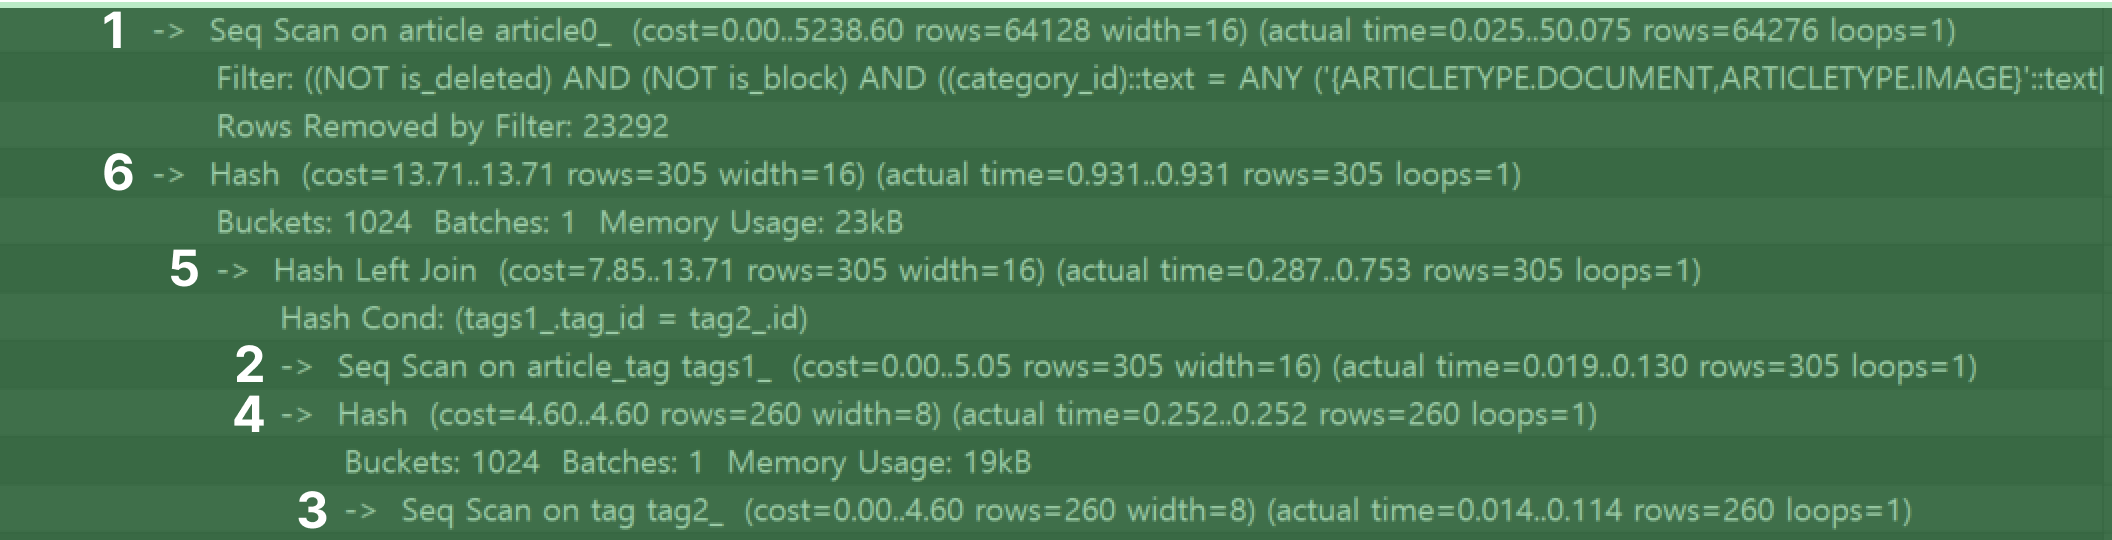 1 -> Seq Scan on article article0_ (cost=0.00..5238.60 rows=64128 width=16) (actual time=0.025..50.075 rows=64276 loops=1)
Filter: ((NOT is_deleted) AND (NOT is_block) AND ((category_id)::text = ANY ('{ARTICLETYPE.DOCUMENT,ARTICLETYPE.IMAGE}'::text|
Rows Removed by Filter: 23292
6 -> Hash (cost=13.71..13.71 rows=305 width=16) (actual time=0.931..0.931 rows=305 loops=1)
Buckets: 1024 Batches: 1 Memory Usage: 23kB
5 -> Hash Left Join (cost=7.85..13.71 rows=305 width=16) (actual time=0.287..0.753 rows=305 loops=1)
Hash Cond: (tags1_.tag_id = tag2_.id)
2 -> Seq Scan on article_tag tags1_ (cost=0.00..5.05 rows=305 width=16) (actual time=0.019..0.130 rows=305 loops=1)
4 -> Hash (cost=4.60..4.60 rows=260 width=8) (actual time=0.252..0.252 rows=260 loops=1)
Buckets: 1024 Batches: 1 Memory Usage: 19kB
3 -> Seq Scan on tag tag2_ (cost=0.00..4.60 rows=260 width=8) (actual time=0.014..0.114 rows=260 loops=1)